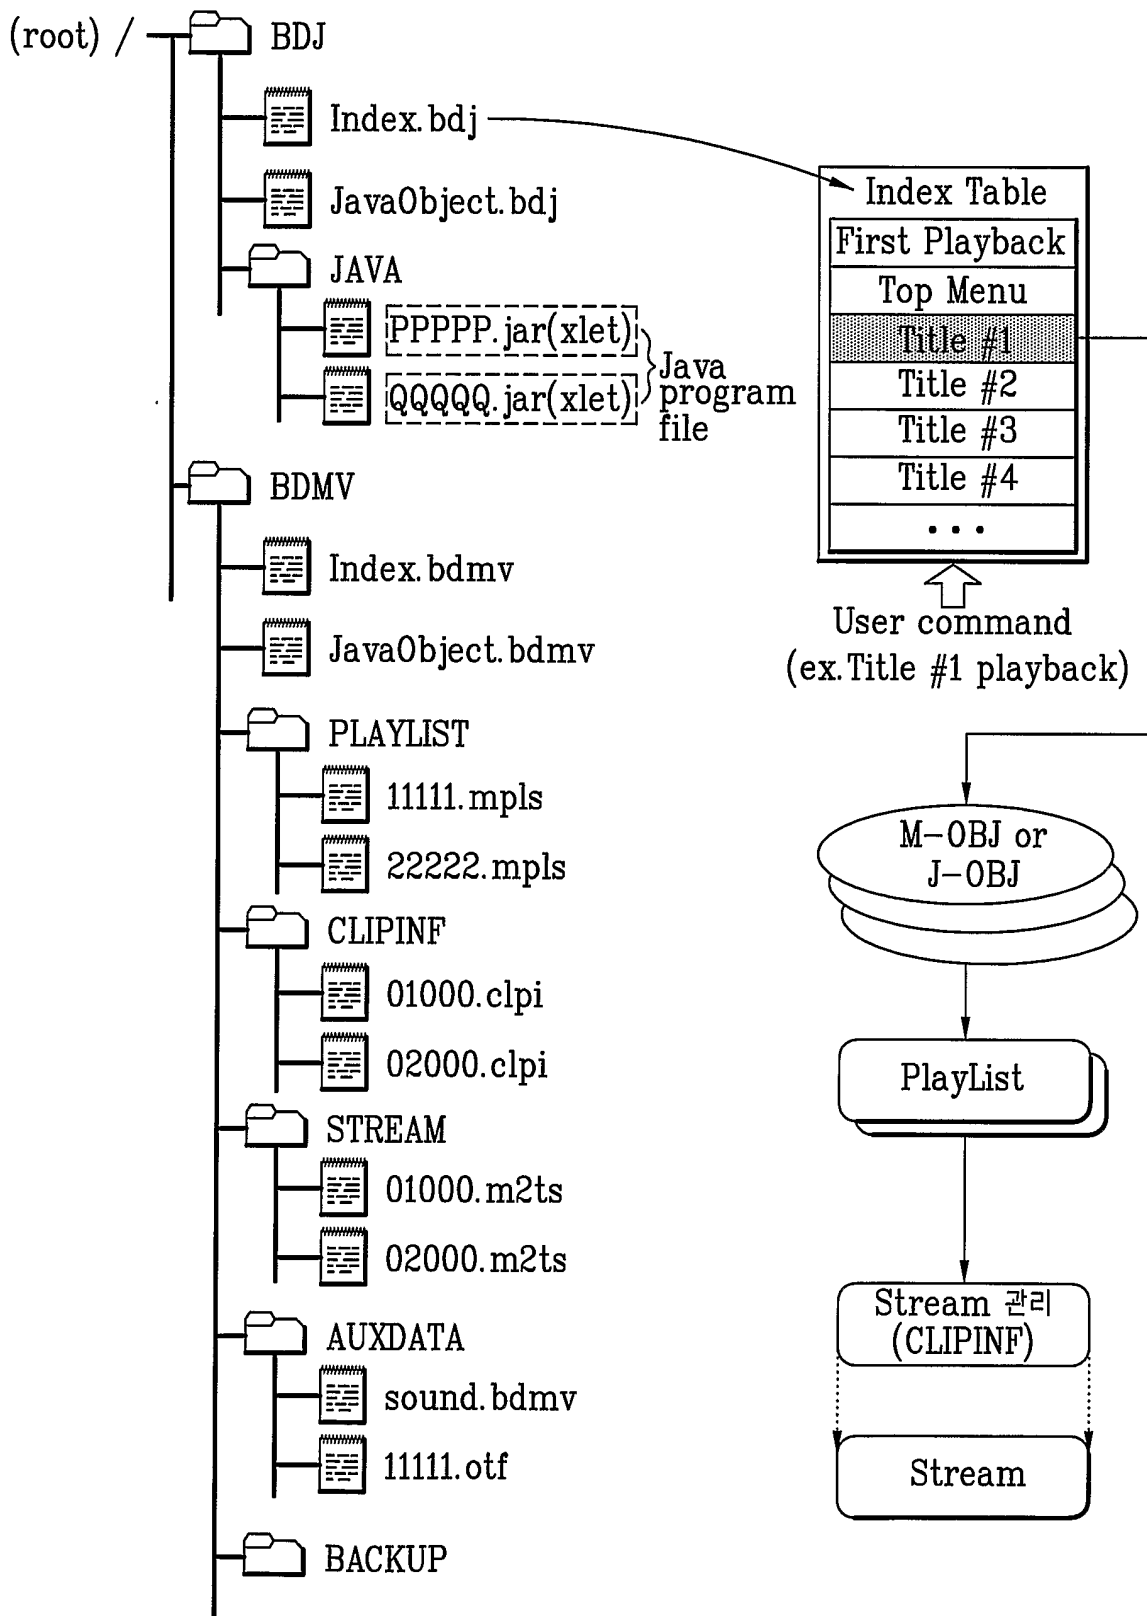 (root) /
BDJ
Index.bdj
JavaObject.bdj
JAVA
PPPPP.jar(xlet)
QQQQQ.jar(xlet)
Java
program
file
BDMV
Index.bdmv
JavaObject.bdmv
PLAYLIST
11111.mpls
22222.mpls
CLIPINF
01000.clpi
02000.clpi
STREAM
01000.m2ts
02000.m2ts
AUXDATA
sound.bdmv
11111.otf
BACKUP
Index Table
First Playback
Top Menu
Title #1
Title #2
Title #3
Title #4
• • •
User command
(ex.Title #1 playback)
M-OBJ or
J-OBJ
PlayList
Stream 관리
(CLIPINF)
Stream